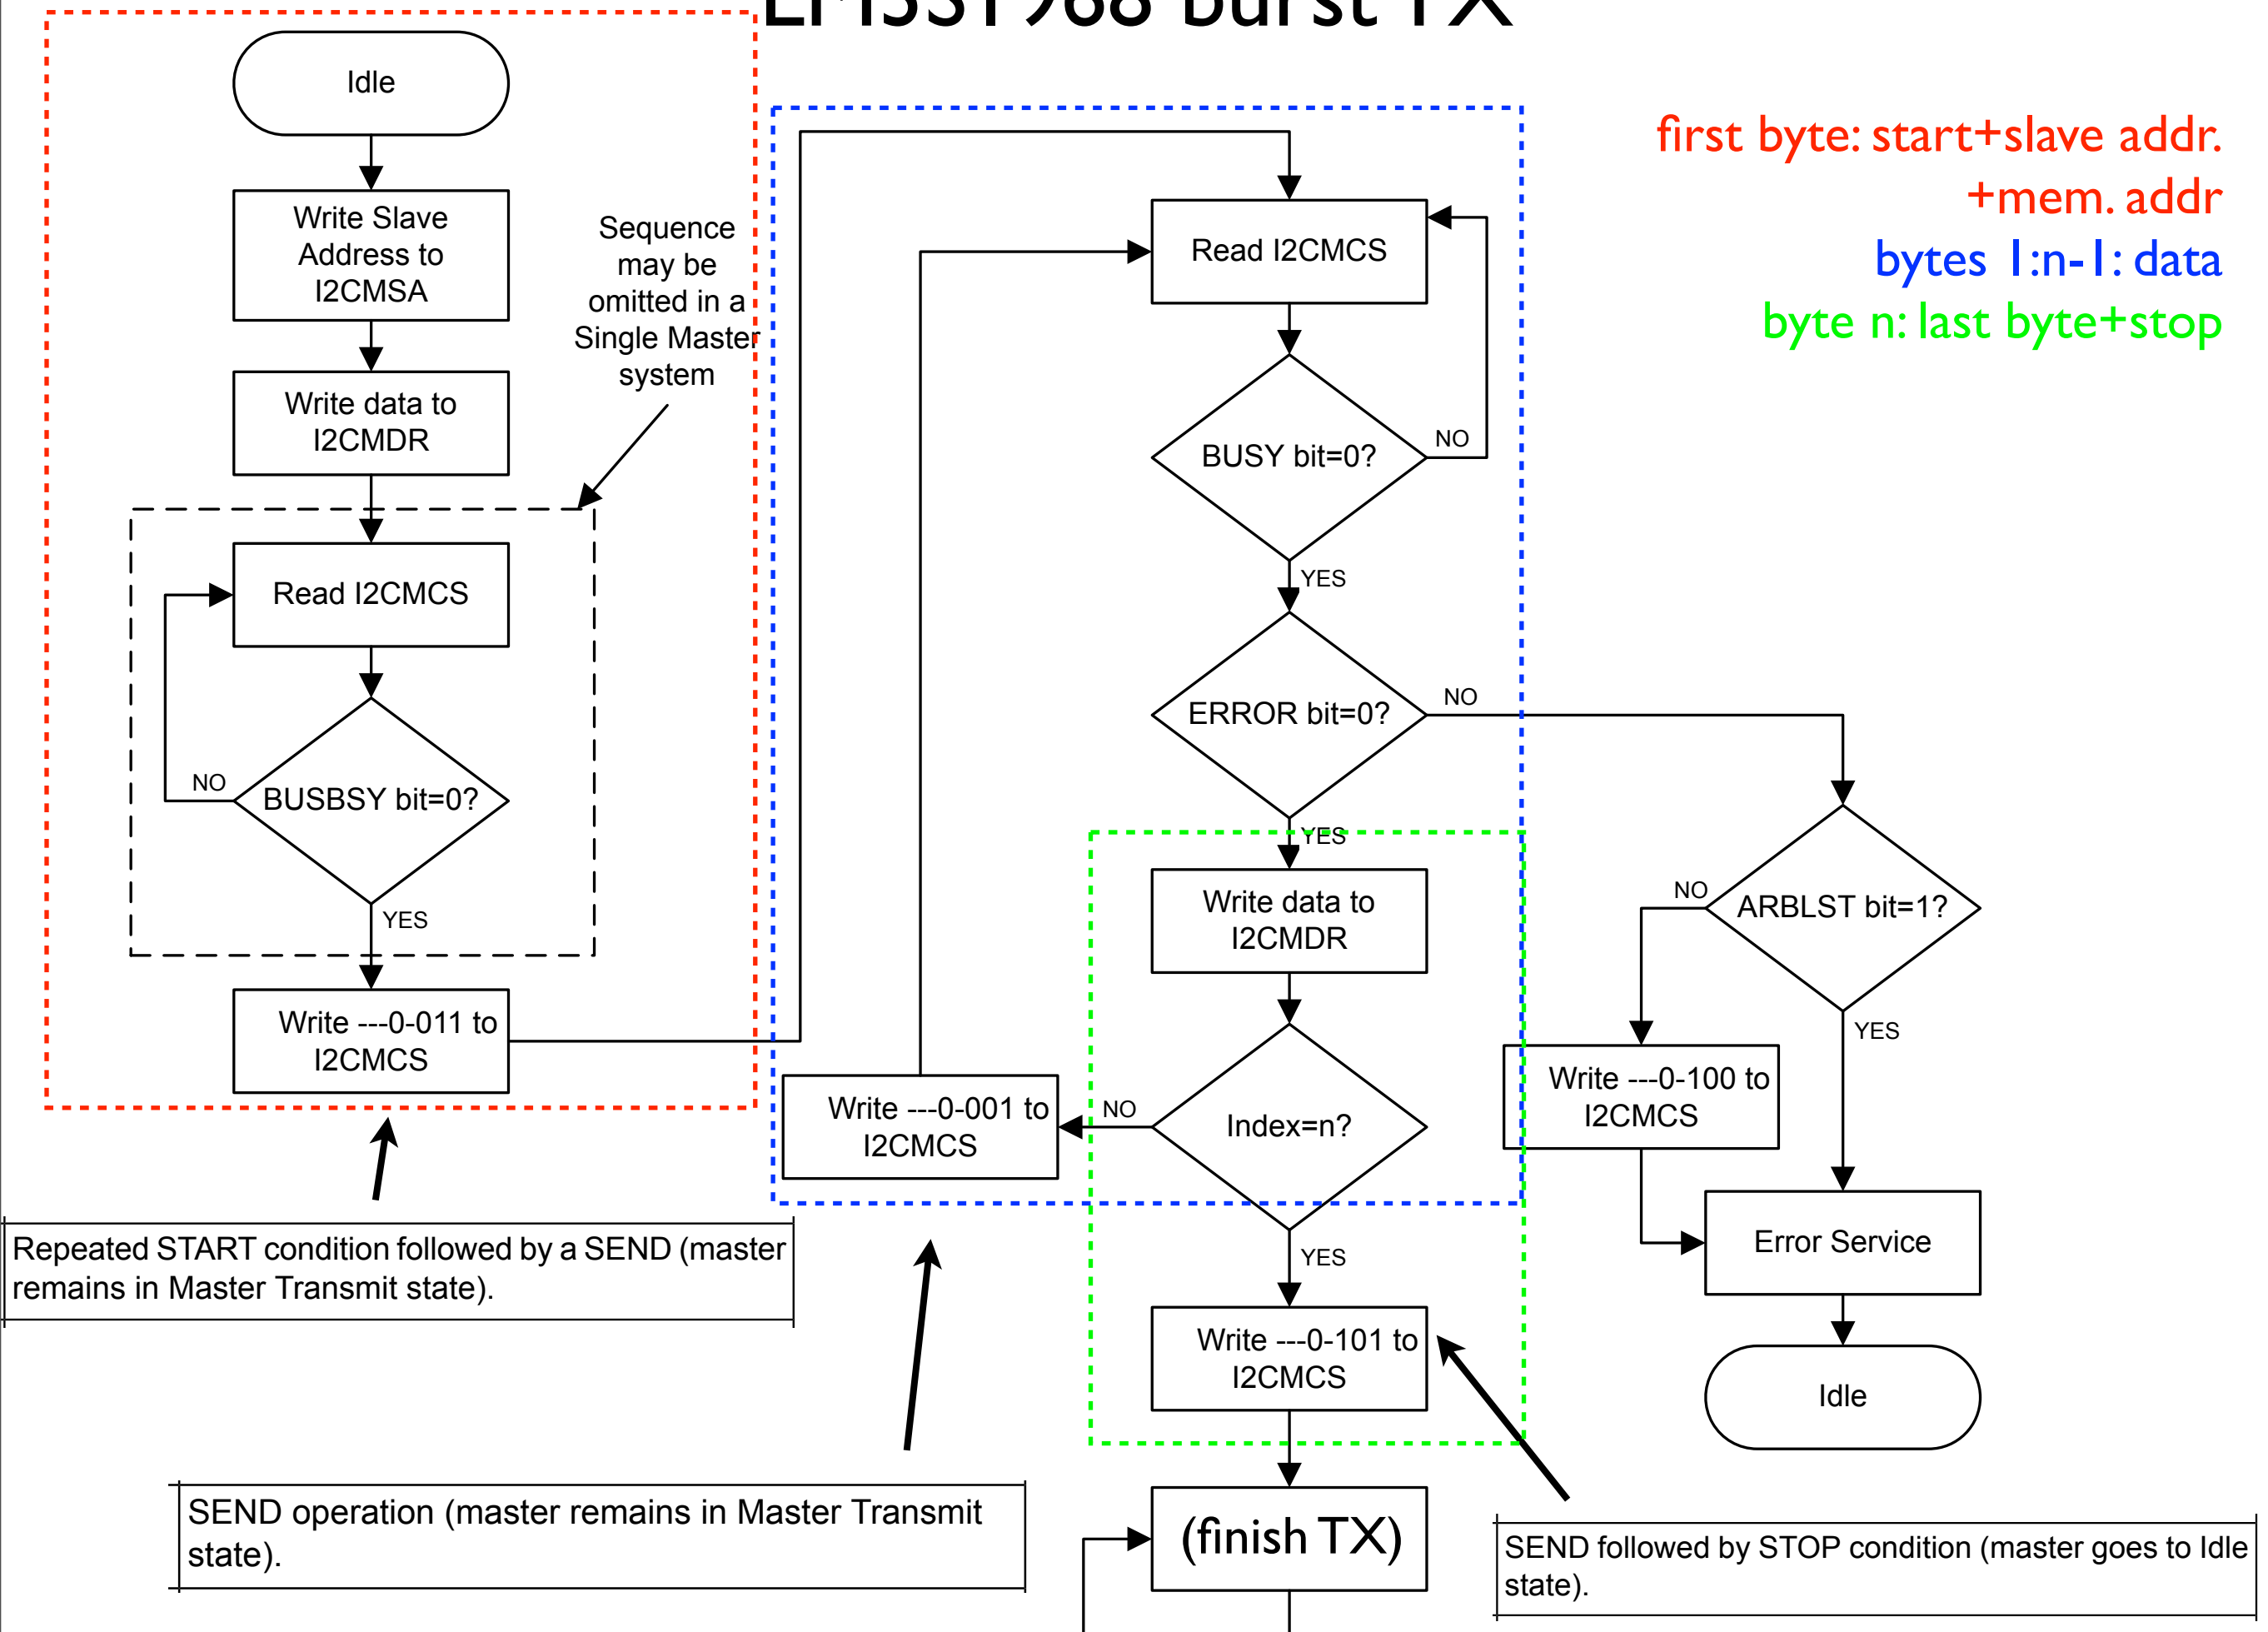 LM3S1968 Burst TX
Idle
Write Slave
Address to
I2CMSA
Write data to
I2CMDR
Sequence
may be
omitted in a
Single Master
system
Read I2CMCS
BUSBSY bit=0?
NO
YES
Write ---0-011 to
I2CMCS
Repeated START condition followed by a SEND (master
remains in Master Transmit state).
Read I2CMCS
BUSY bit=0?
NO
YES
ERROR bit=0?
NO
YES
Write data to
I2CMDR
Index=n?
NO
Write ---0-001 to
I2CMCS
YES
Write ---0-101 to
I2CMCS
SEND operation (master remains in Master Transmit
state).
(finish TX)
first byte: start+slave addr.
+mem. addr
bytes 1:n-1: data
byte n: last byte+stop
ARBLST bit=1?
NO
YES
Write ---0-100 to
I2CMCS
Error Service
Idle
SEND followed by STOP condition (master goes to Idle
state).